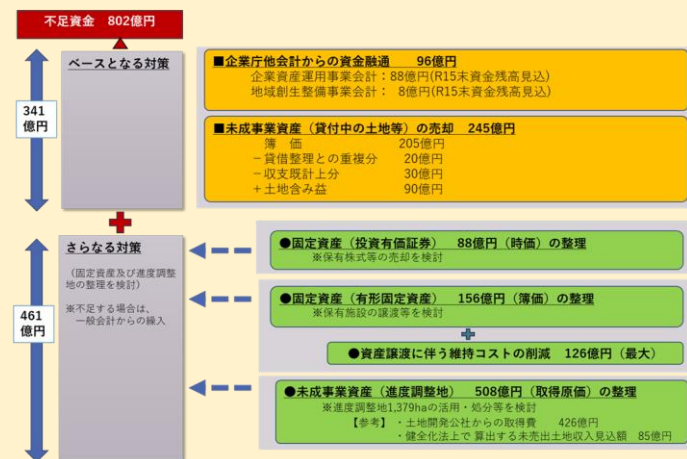 不足資金 802億円
341
億円
ベースとなる対策
■企業庁他会計からの資金融通 96億円
企業資産運用事業会計：88億円(R15末資金残高見込)
地域創生整備事業会計： 8億円(R15末資金残高見込)
■未成事業資産（貸付中の土地等）の売却 245億円
簿 価 205億円
－貸借整理との重複分 20億円
－収支既計上分 30億円
＋土地含み益 90億円
461
億円
さらなる対策
（固定資産及び進度調整
地の整理を検討）
※不足する場合は、
一般会計からの繰入
●固定資産（投資有価証券） 88億円（時価）の整理
※保有株式等の売却を検討
●固定資産（有形固定資産） 156億円（簿価）の整理
※保有施設の譲渡等を検討
●資産譲渡に伴う維持コストの削減 126億円（最大）
●未成事業資産（進度調整地） 508億円（取得原価）の整理
※進度調整地1,379haの活用・処分等を検討
【参考】 ・土地開発公社からの取得費 426億円
・健全化法上で 算出する未売出土地収入見込額 85億円